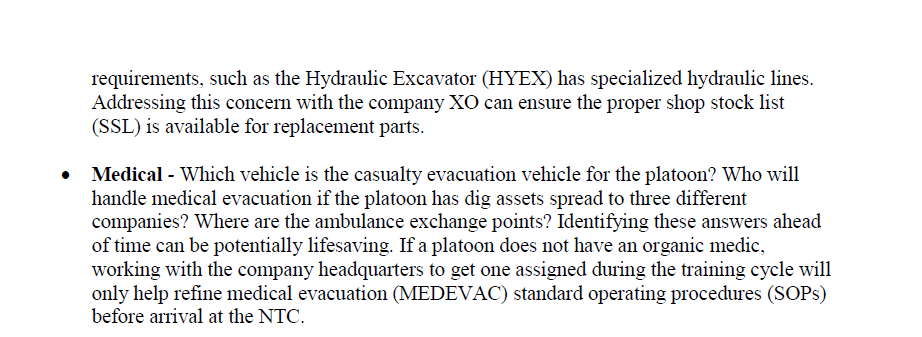 requirements, such as the Hydraulic Excavator (HYEX) has specialized hydraulic lines.
Addressing this concern with the company XO can ensure the proper shop stock list
(SSL) is available for replacement parts.
• Medical - Which vehicle is the casualty evacuation vehicle for the platoon? Who will
handle medical evacuation if the platoon has dig assets spread to three different
companies? Where are the ambulance exchange points? Identifying these answers ahead
of time can be potentially lifesaving. If a platoon does not have an organic medic,
working with the company headquarters to get one assigned during the training cycle will
only help refine medical evacuation (MEDEVAC) standard operating procedures (SOPs)
before arrival at the NTC.